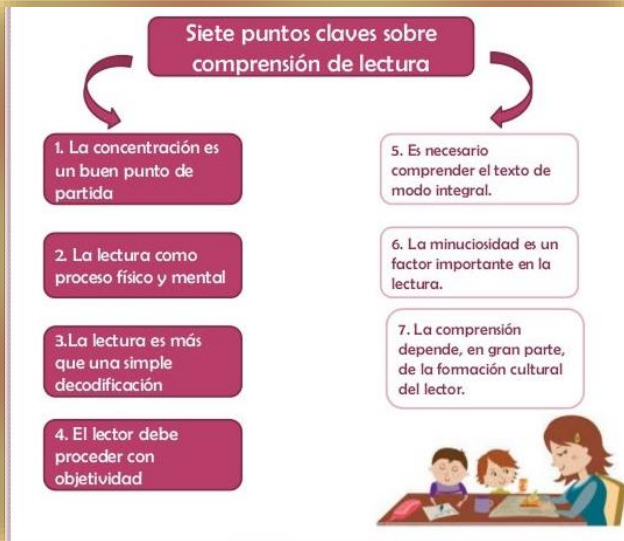 Siete puntos claves sobre
comprensión de lectura
1. La concentración es
un buen punto de
partida
2. La lectura como
proceso físico y mental
3.La lectura es más
que una simple
decodificación
4. El lector debe
proceder con
objetividad
5. Es necesario
comprender el texto de
modo integral.
6. La minuciosidad es un
factor importante en la
lectura.
7. La comprensión
depende, en gran parte,
de la formación cultural
del lector.